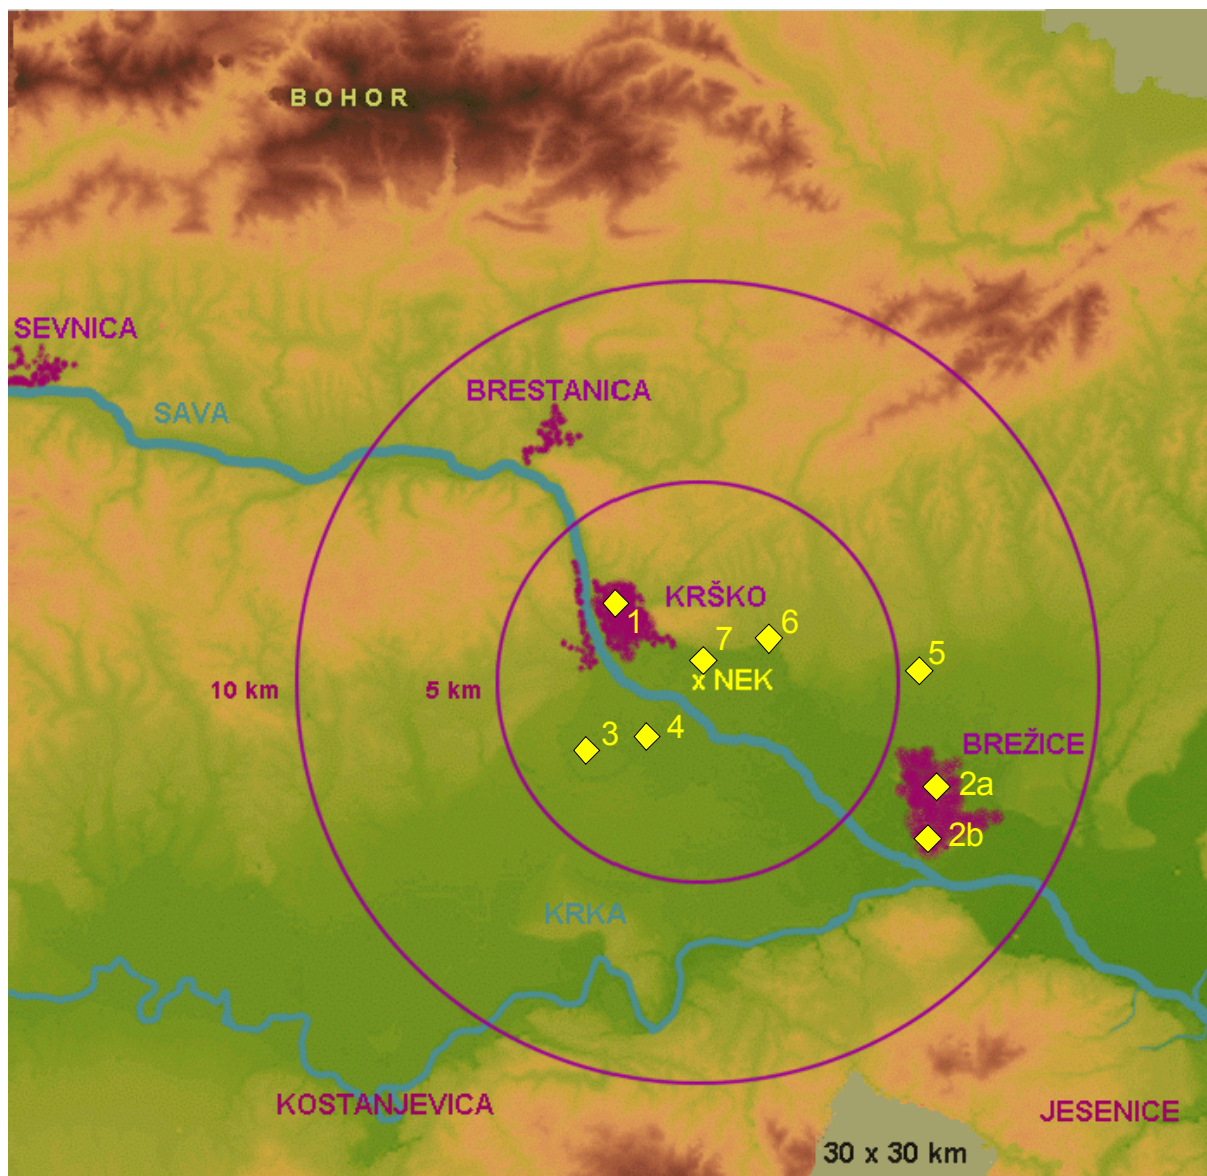 BOHOR
SEVNICA
BRESTANICA
SAVA
KRŠKO
1
6
7
5
x NEK
10 km
5 km
3
4
BREŽICE
2a
2b
KRKA
KOSTANJEVICA
JESENICE
30 x 30 km